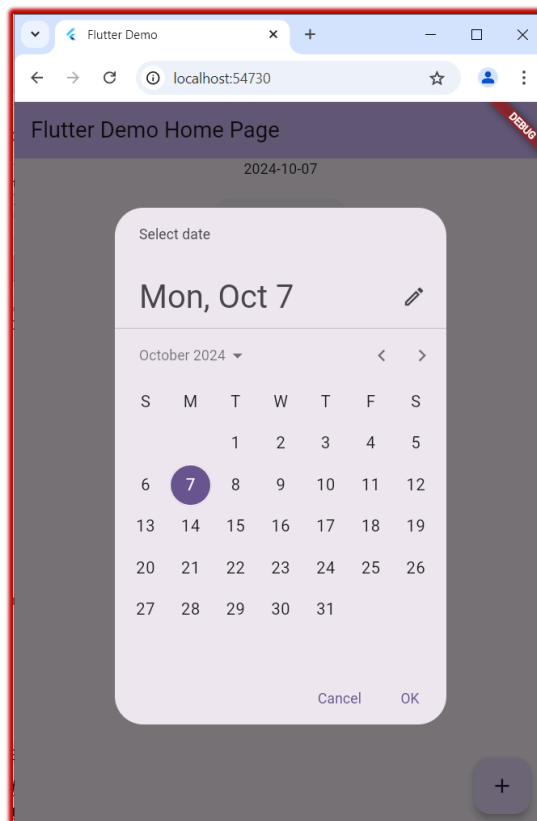 Flutter Demo
localhost:54730
Flutter Demo Home Page
DEBUG
2024-10-07
Select date
Mon, Oct 7
October 2024
S M T W T F S
1 2 3 4 5
6 7 8 9 10 11 12
13 14 15 16 17 18 19
20 21 22 23 24 25 26
27 28 29 30 31
Cancel OK